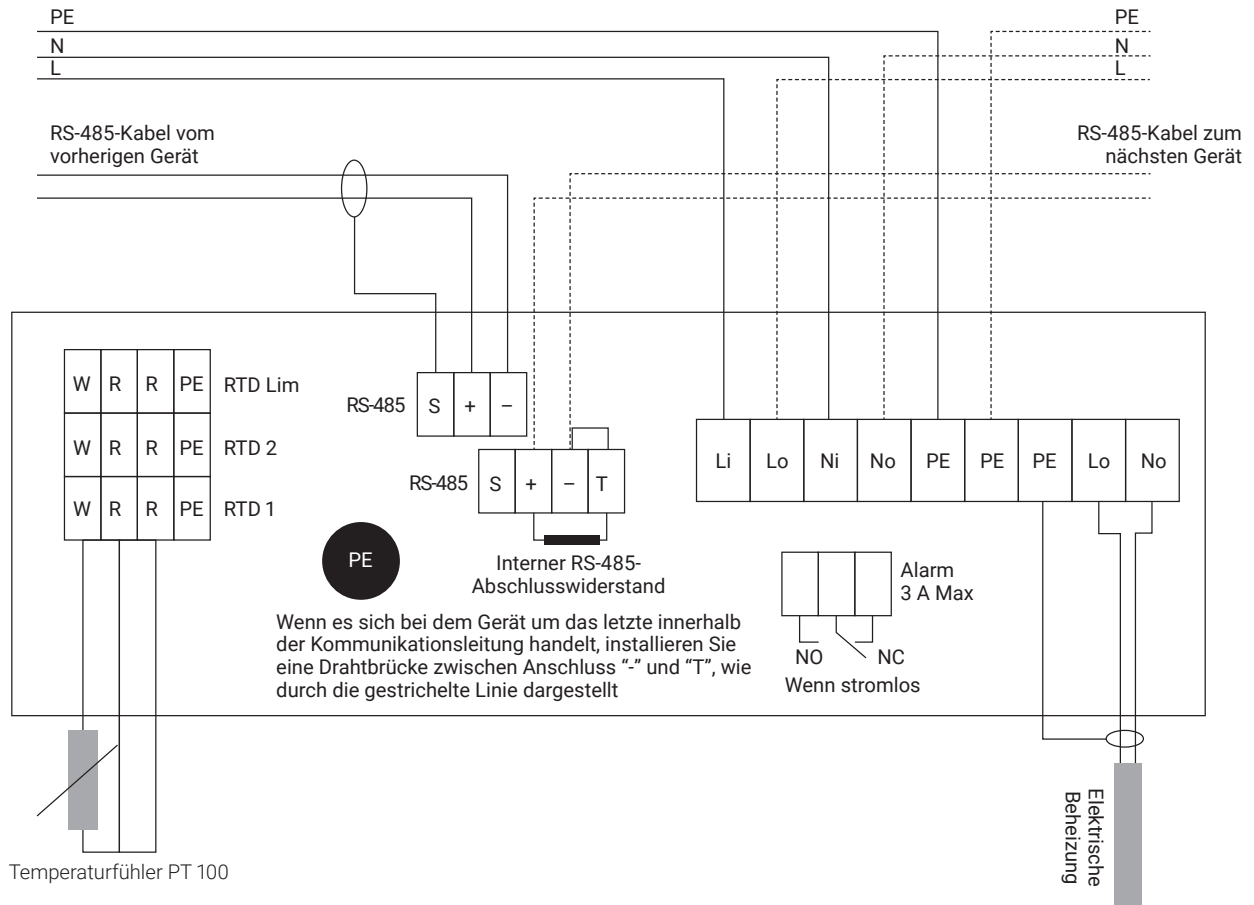 PE
N
L
PE
N
L
RS-485-Kabel vom
vorherigen Gerät
RS-485-Kabel zum
nächsten Gerät
W R R PE RTD Lim
W R R PE RTD 2
W R R PE RTD 1
RS-485 S + –
RS-485 S + – T
Li Lo Ni No PE PE PE Lo No
PE
Interner RS-485-
Abschlusswiderstand
Alarm
3 A Max
NO NC
Wenn stromlos
Wenn es sich bei dem Gerät um das letzte innerhalb
der Kommunikationsleitung handelt, installieren Sie
eine Drahtbrücke zwischen Anschluss “-” und “T”, wie
durch die gestrichelte Linie dargestellt
Temperaturfühler PT 100
Elektrische
Beheizung